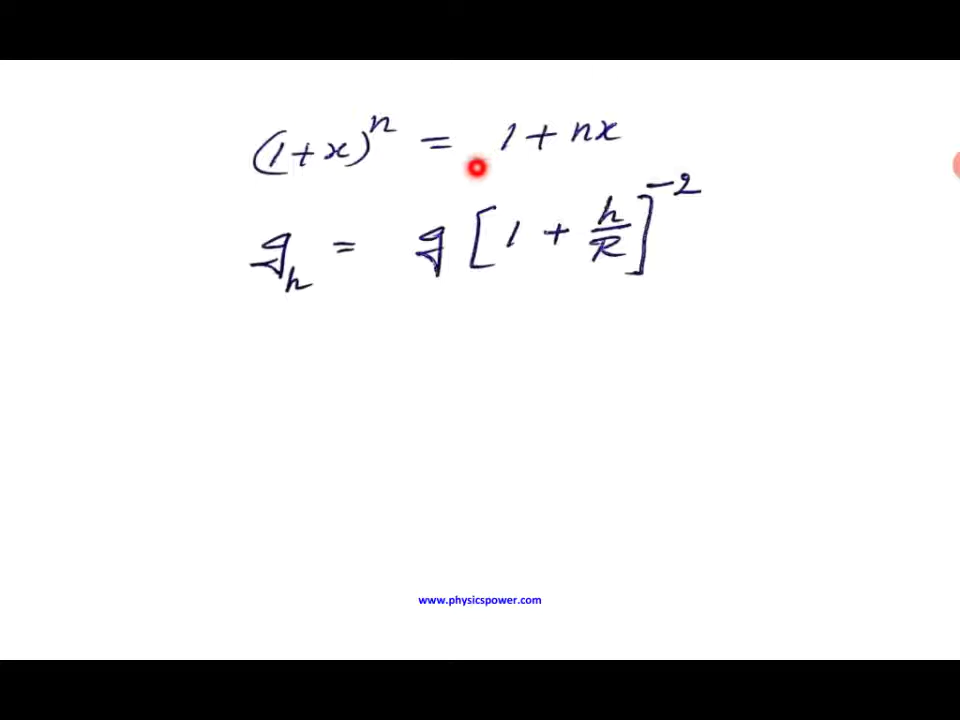 (1+x)^n = 1 + nx
g_h = g [1 + h/R]^-2
www.physicspower.com